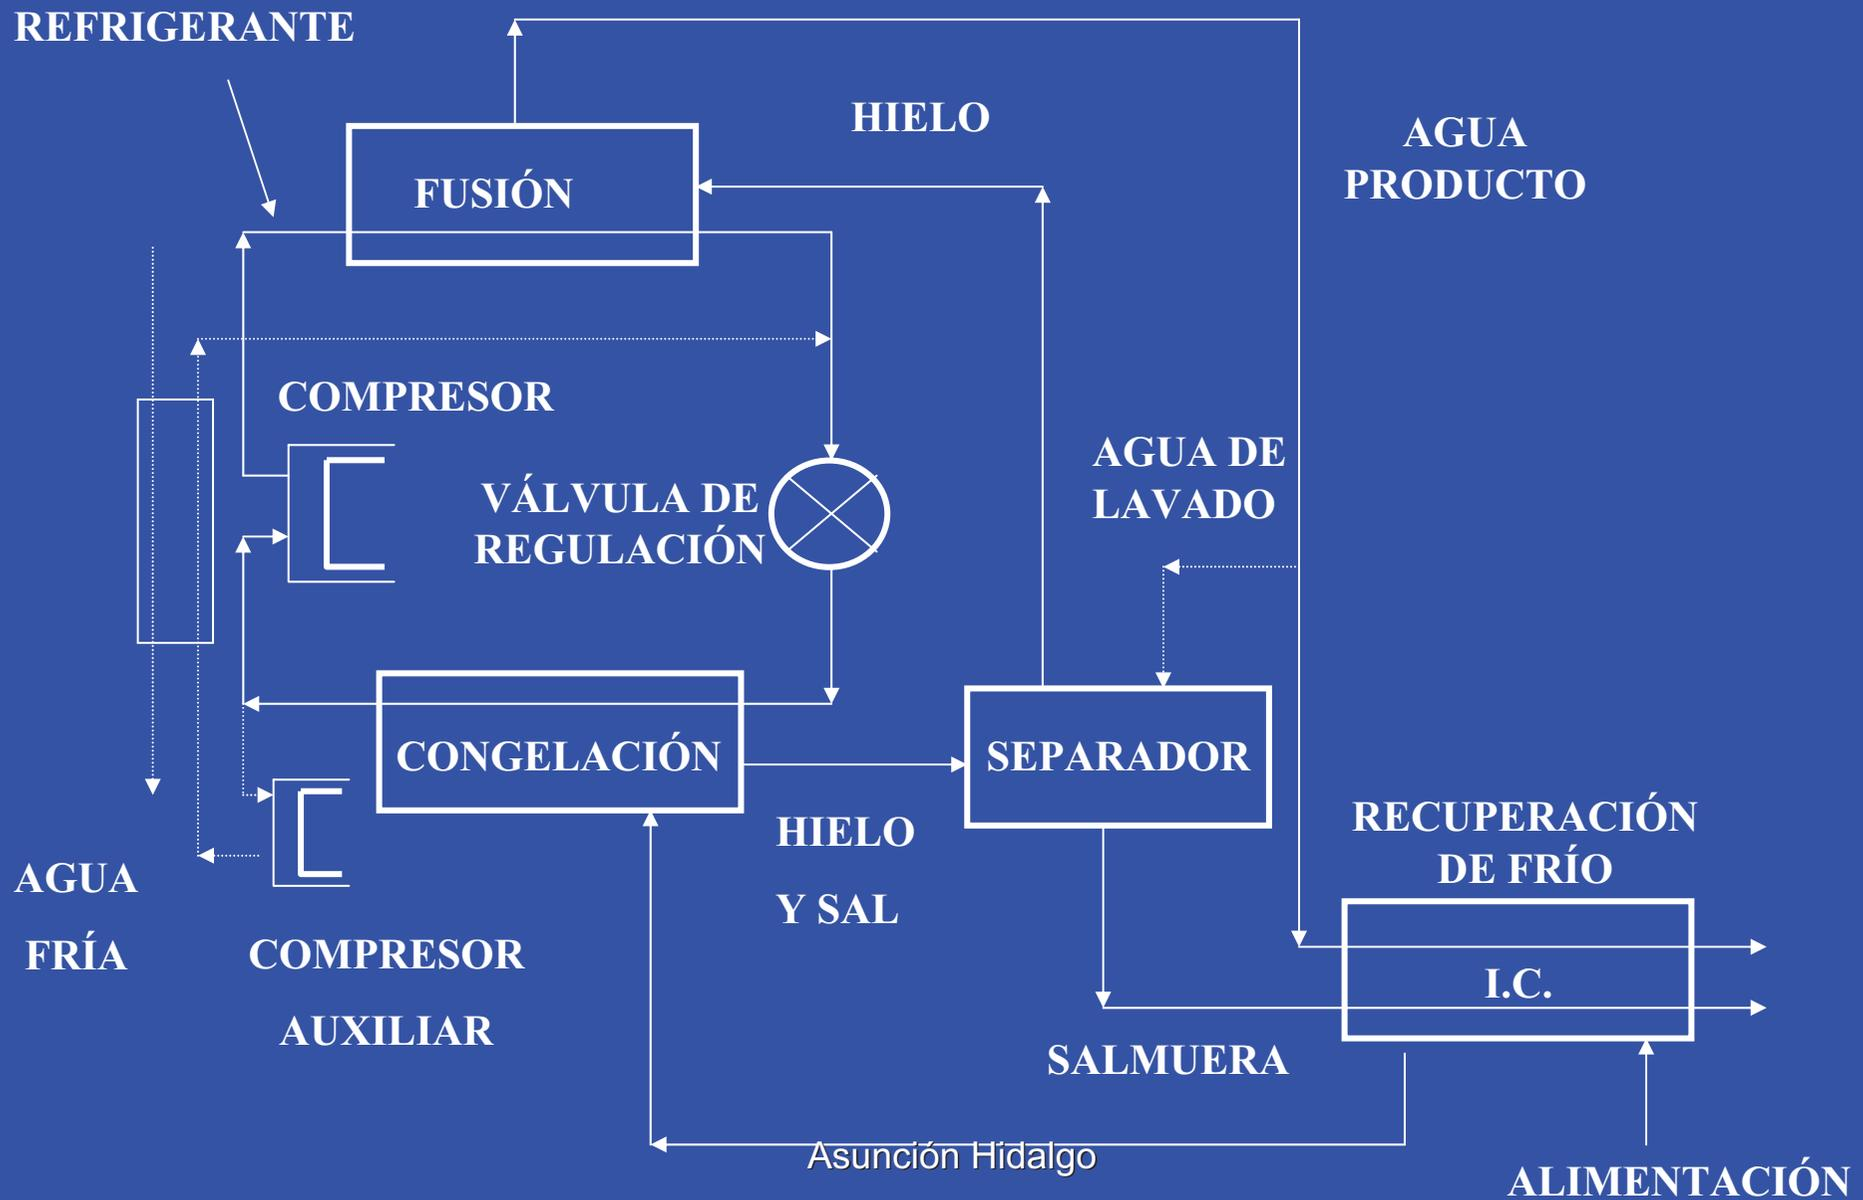 REFRIGERANTE
HIELO
AGUA
PRODUCTO
FUSIÓN
COMPRESOR
VÁLVULA DE
REGULACIÓN
AGUA DE
LAVADO
CONGELACIÓN
SEPARADOR
HIELO
Y SAL
RECUPERACIÓN
DE FRÍO
AGUA
FRÍA
COMPRESOR
AUXILIAR
I.C.
SALMUERA
Asunción Hidalgo
ALIMENTACIÓN